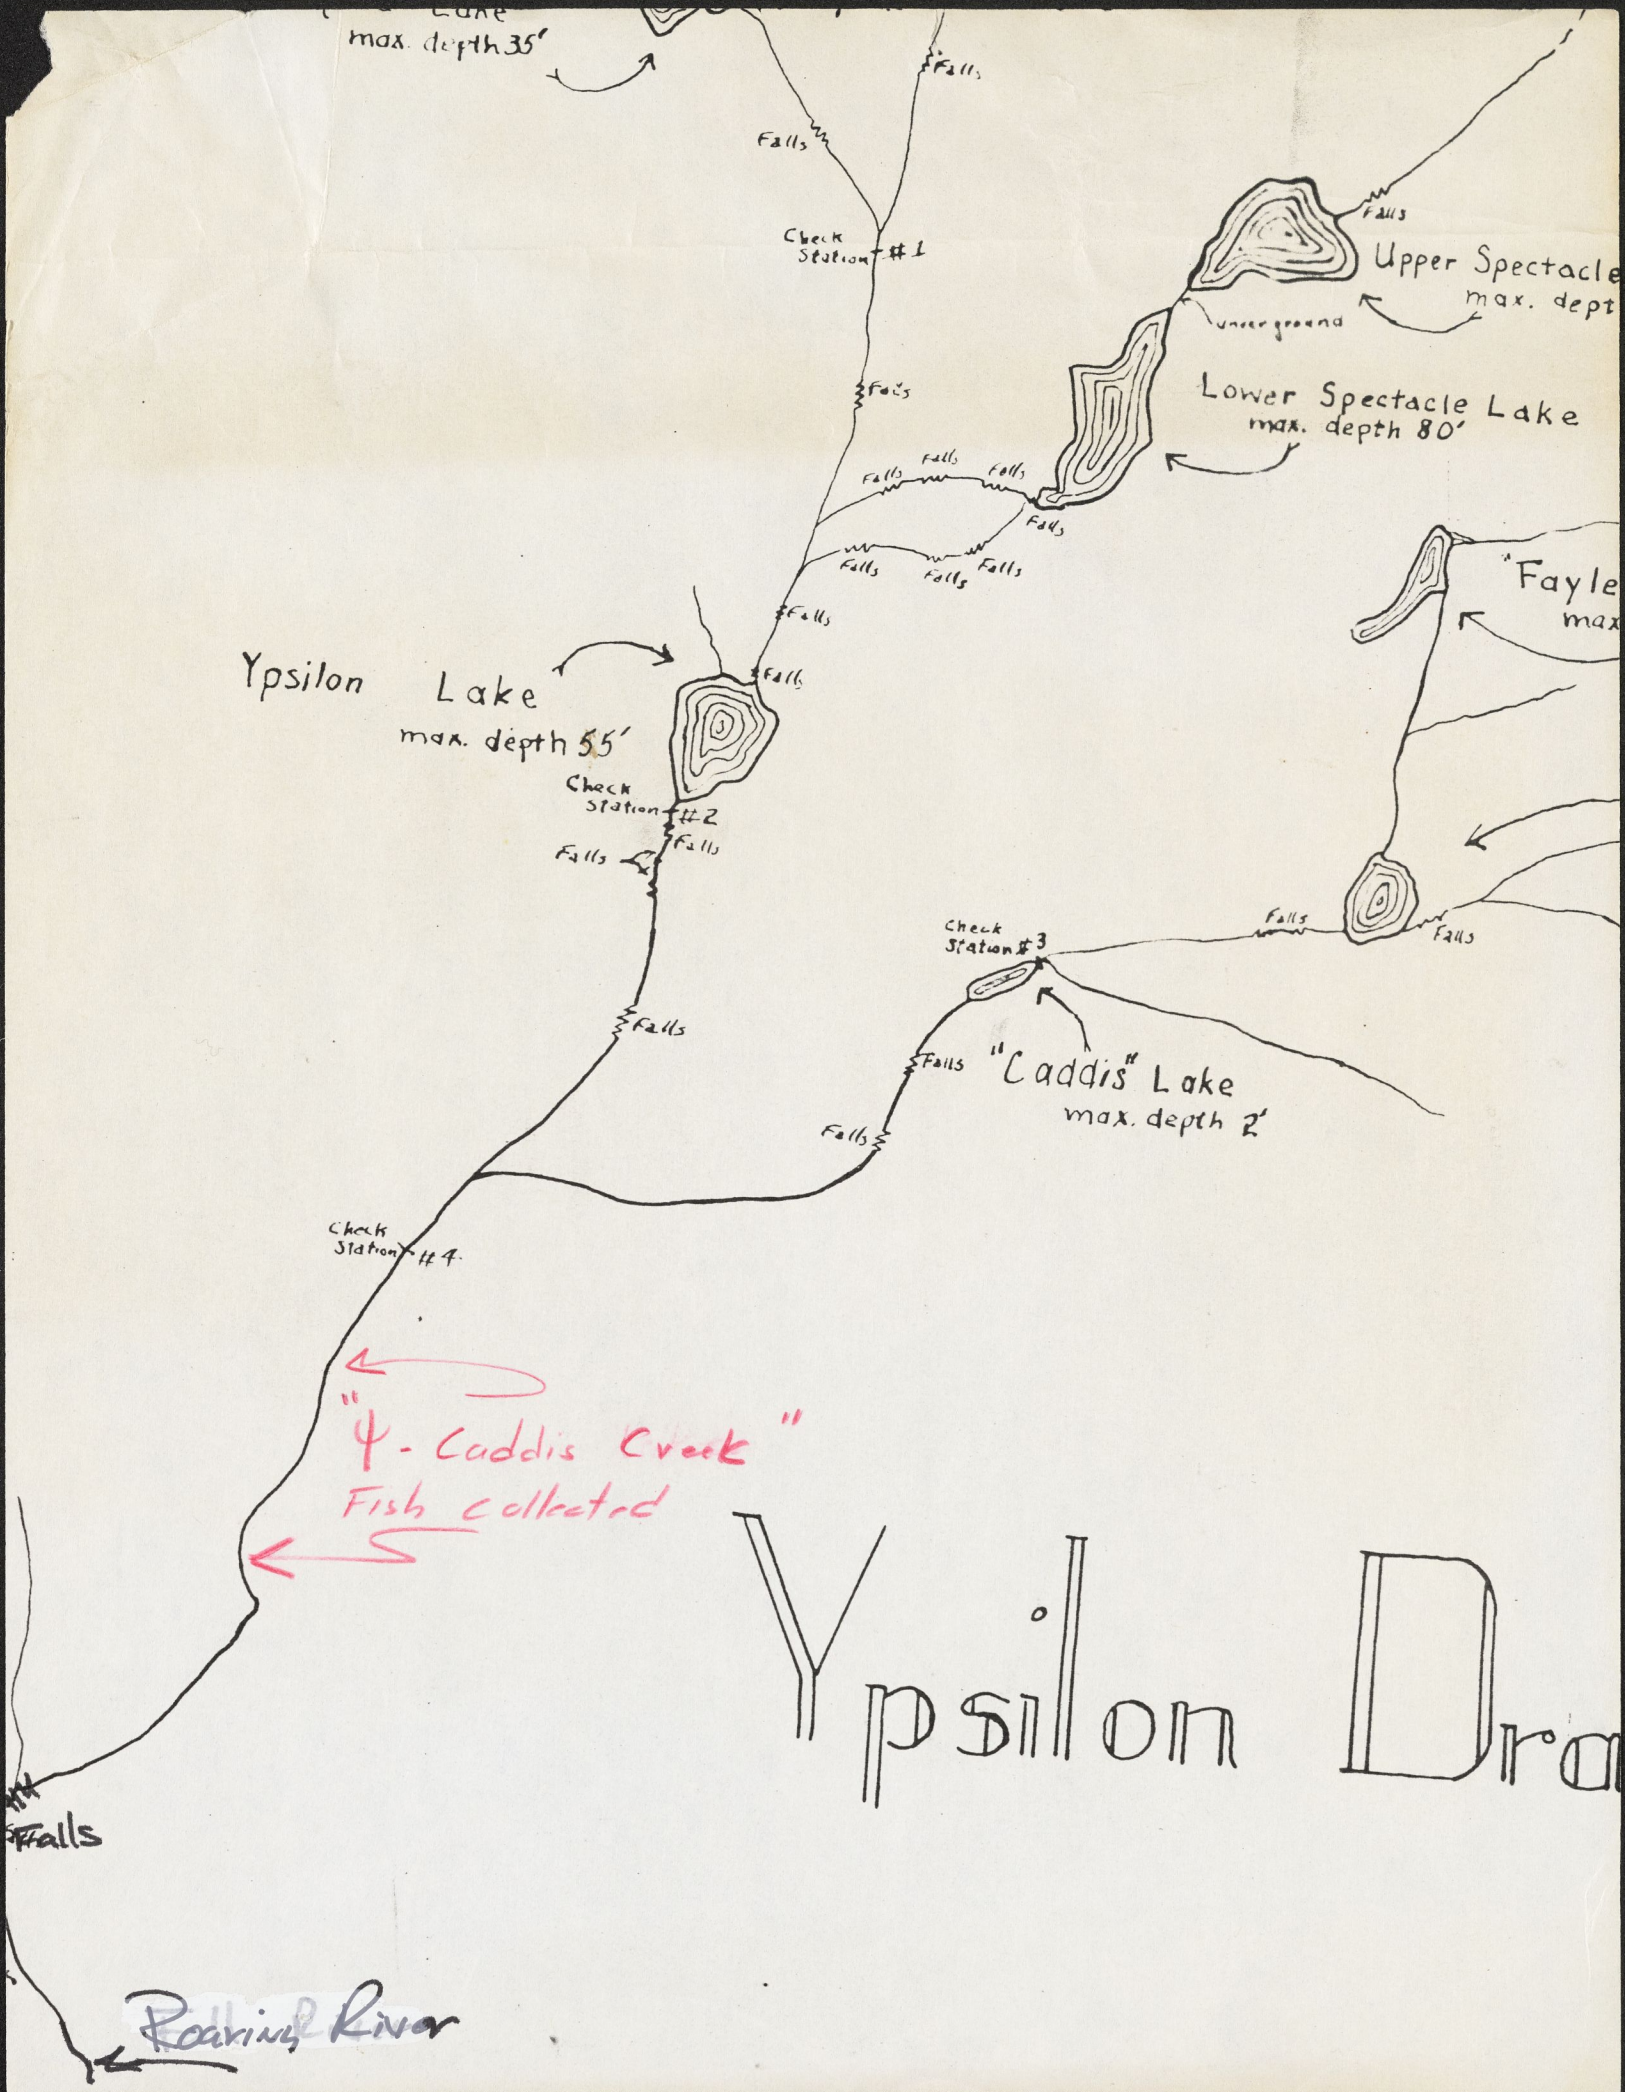 Lake
max. depth 35'
Falls
Falls
Check
Station #1
Falls
Upper Spectacle
max. dept
underground
Falls
Lower Spectacle Lake
max. depth 80'
Falls
Falls
Falls
Falls
Falls
Falls
Falls
"Fayle
max
Falls
Falls
Ypsilon Lake
max. depth 55'
Check
Station #2
Falls
Falls
Check
Station #3
Falls
Falls
Falls
Falls
"Caddis" Lake
max. depth 2'
Falls
Check
Station #4
"Ψ - Caddis Creek"
Fish collected
Ypsilon Dra
Falls
Roaring River